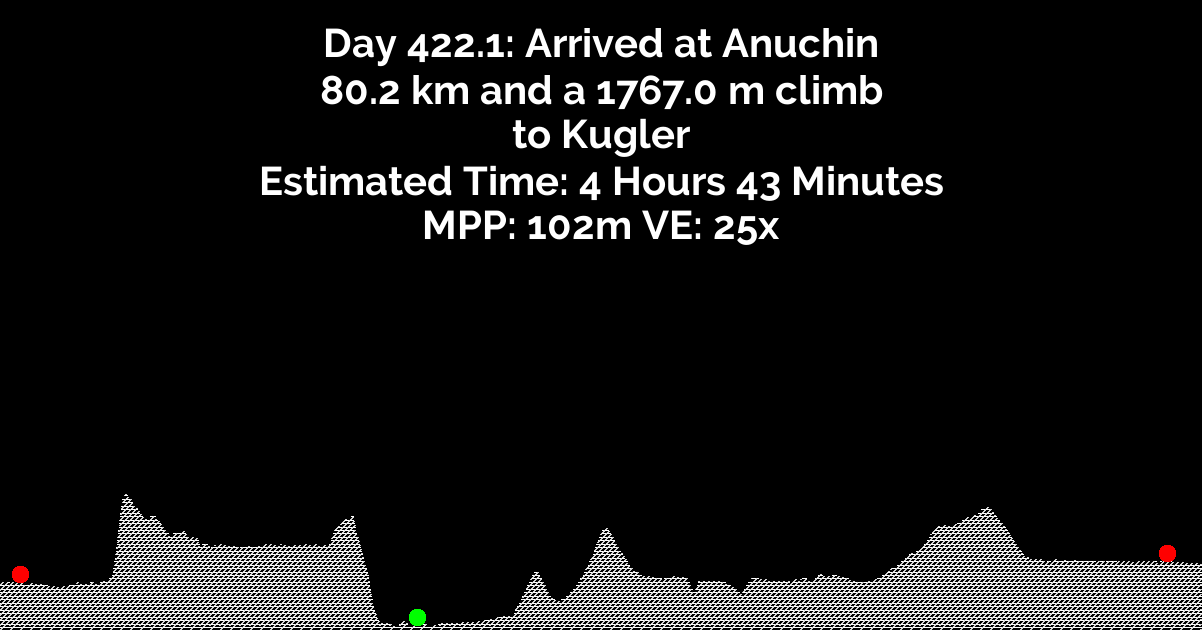 Day 422.1: Arrived at Anuchin
80.2 km and a 1767.0 m climb
to Kugler
Estimated Time: 4 Hours 43 Minutes
MPP: 102m VE: 25x